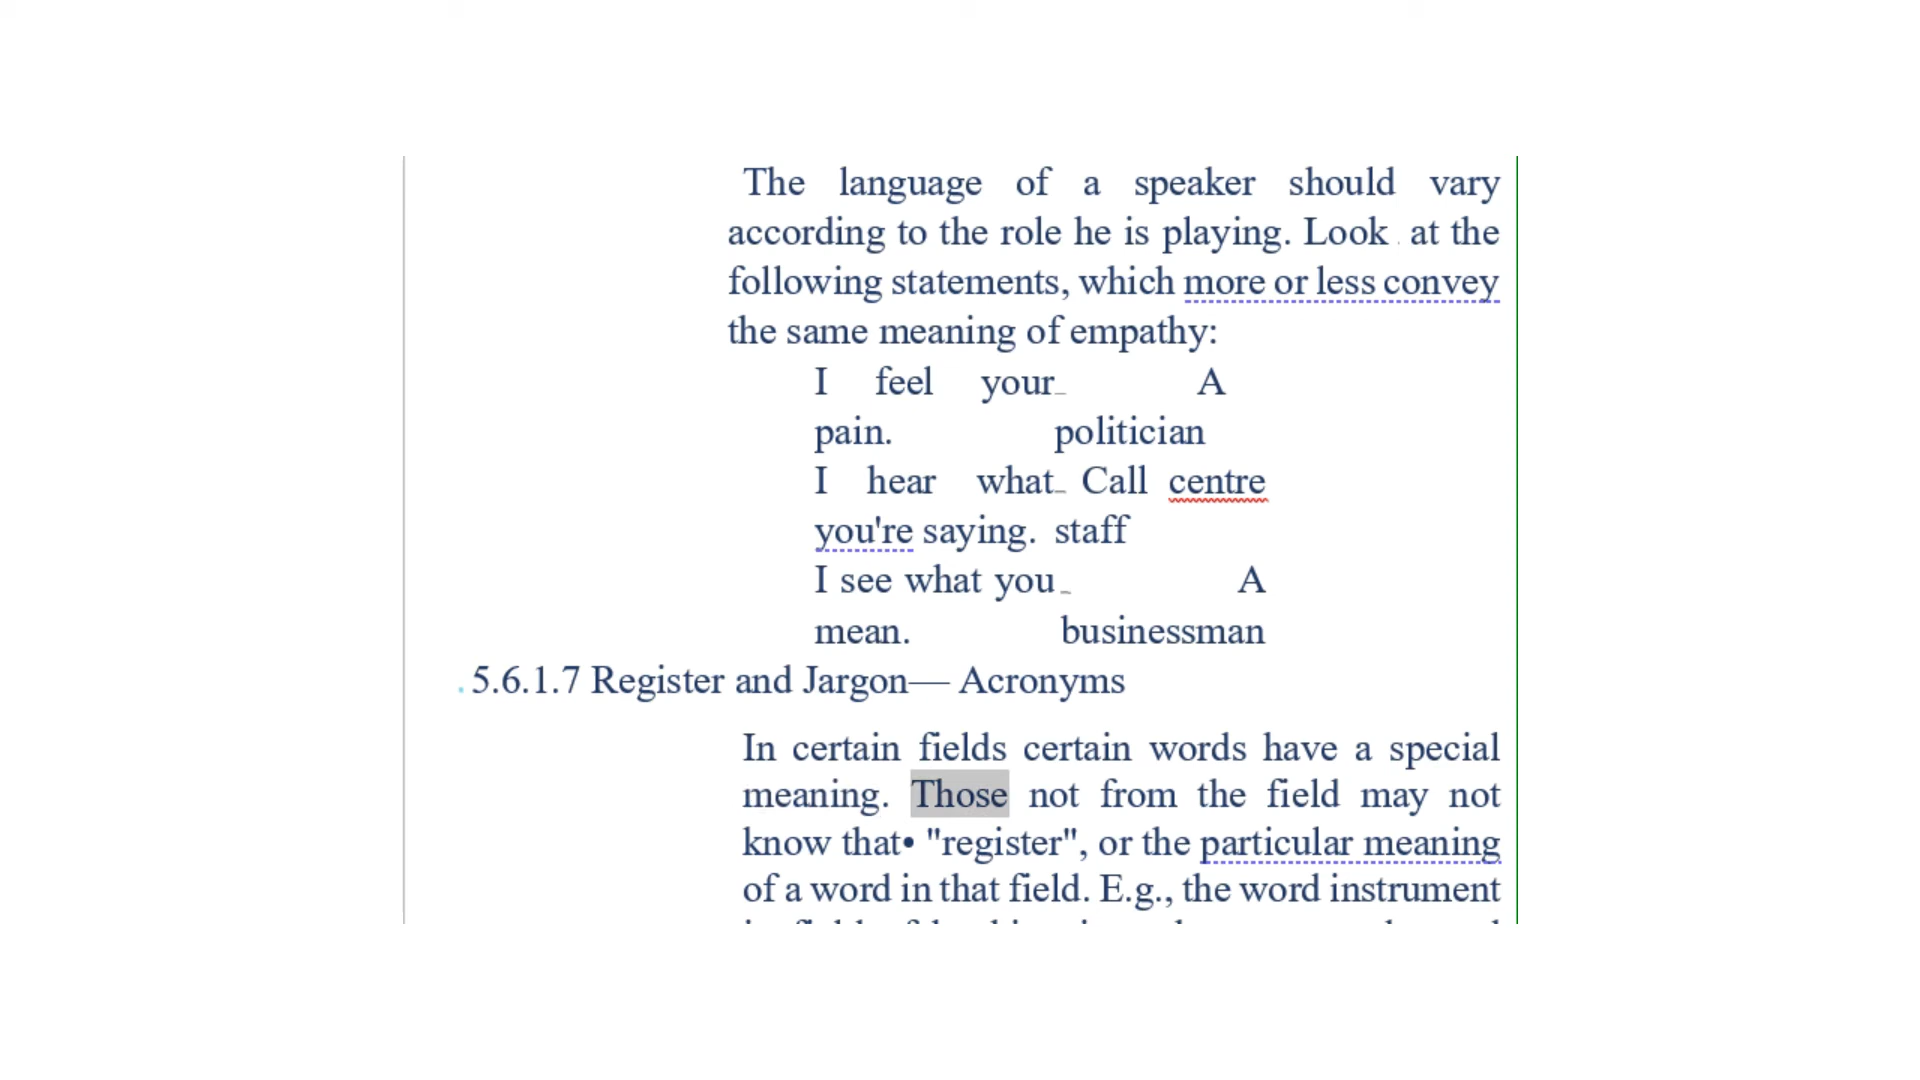 The language of a speaker should vary
according to the role he is playing. Look . at the
following statements, which more or less convey
the same meaning of empathy:
I feel your_ A
pain. politician
I hear what_ Call centre
you're saying. staff
I see what you_ A
mean. businessman
. 5.6.1.7 Register and Jargon— Acronyms
In certain fields certain words have a special
meaning. Those not from the field may not
know that• "register", or the particular meaning
of a word in that field. E.g., the word instrument